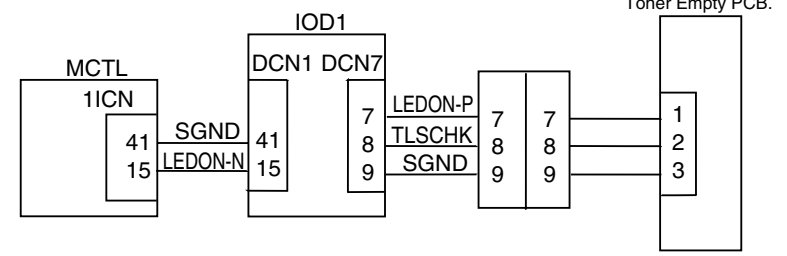 Toner Empty PCB.
IOD1
MCTL
DCN1 DCN7
1ICN
41 SGND 41
15 LEDON-N 15
7 LEDON-P 7 7 1
8 TLSCHK 8 8 2
9 SGND 9 9 3